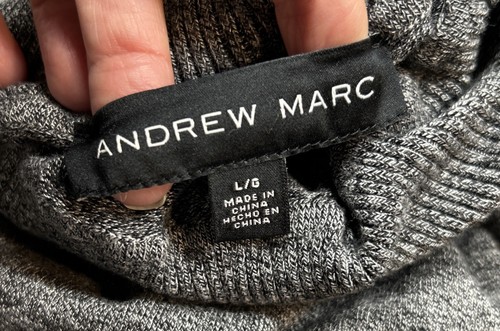 ANDREW MARC
L/G
MADE IN
CHINA
HECHO EN
CHINA